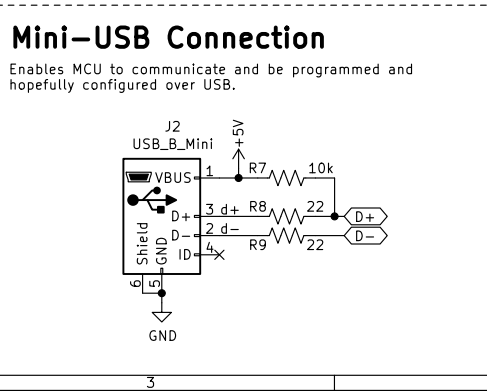 Mini-USB Connection
Enables MCU to communicate and be programmed and
hopefully configured over USB.
J2
USB_B_Mini
+5V
VBUS 1 R7 10k
D+ 3 d+ R8 22 D+
D- 2 d- R9 22 D-
ID 4
Shield 6
GND 5
GND
3